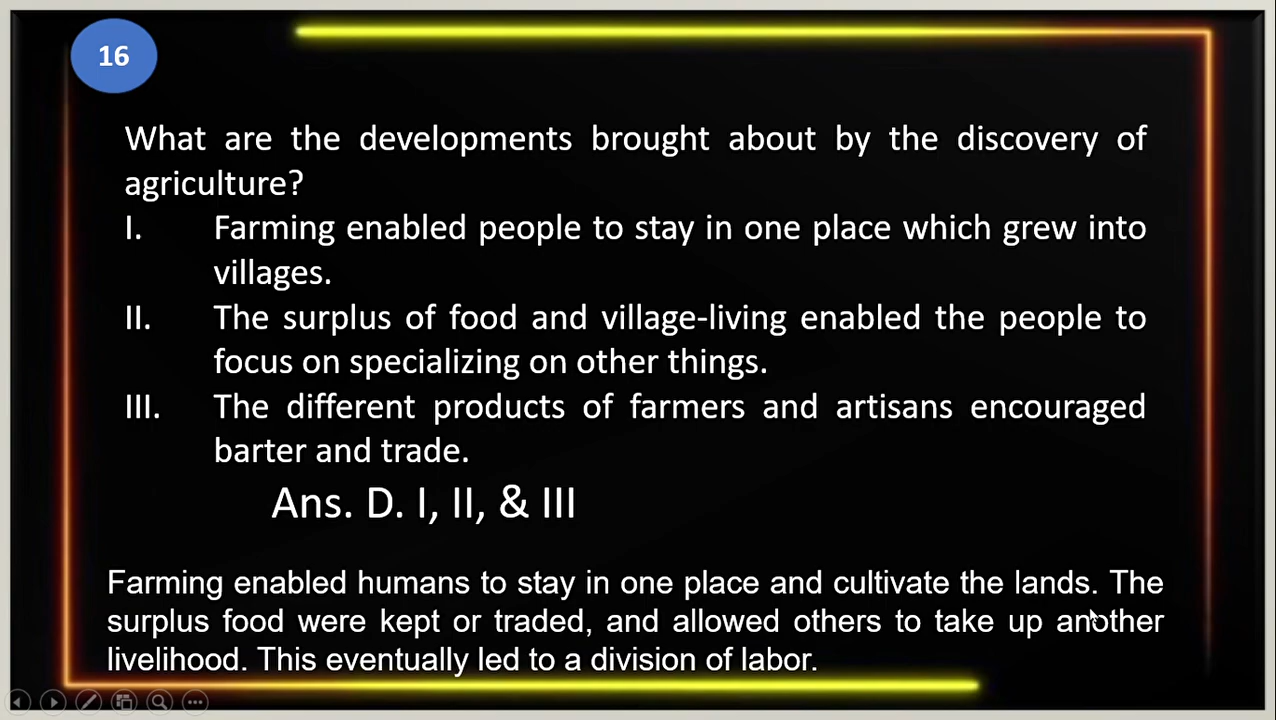 16
What are the developments brought about by the discovery of
agriculture?
I. Farming enabled people to stay in one place which grew into
villages.
II. The surplus of food and village-living enabled the people to
focus on specializing on other things.
III. The different products of farmers and artisans encouraged
barter and trade.
Ans. D. I, II, & III
Farming enabled humans to stay in one place and cultivate the lands. The
surplus food were kept or traded, and allowed others to take up another
livelihood. This eventually led to a division of labor.